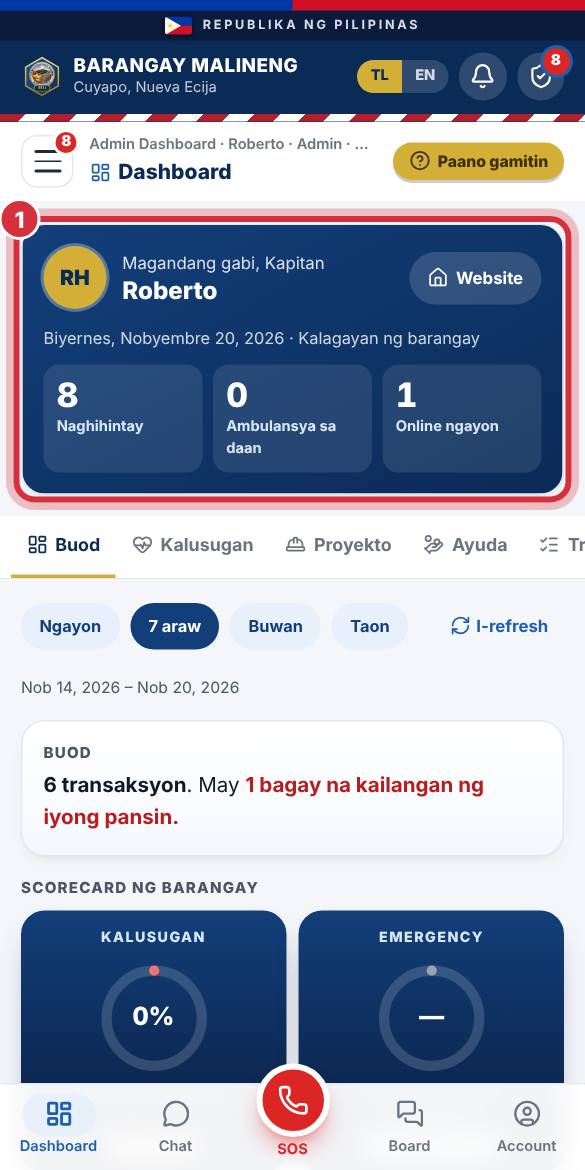 REPUBLIKA NG PILIPINAS
BARANGAY MALINENG
Cuyapo, Nueva Ecija
TL EN
8
8
Admin Dashboard · Roberto · Admin · ...
Dashboard
Paano gamitin
1
RH
Magandang gabi, Kapitan
Roberto
Website
Biyernes, Nobyembre 20, 2026 · Kalagayan ng barangay
8
Naghihintay
0
Ambulansya sa
daan
1
Online ngayon
Buod Kalusugan Proyekto Ayuda Tr
Ngayon 7 araw Buwan Taon I-refresh
Nob 14, 2026 – Nob 20, 2026
BUOD
6 transaksyon. May 1 bagay na kailangan ng
iyong pansin.
SCORECARD NG BARANGAY
KALUSUGAN
0%
EMERGENCY
—
Dashboard Chat SOS Board Account